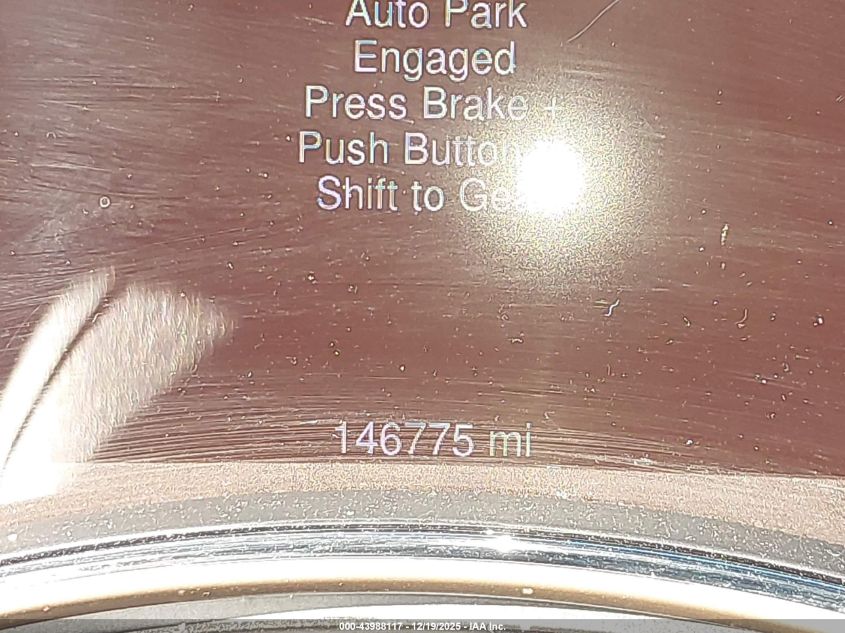 Auto Park
Engaged
Press Brake +
Push Button
Shift to
146775 mi
000-43988117 - 12/19/2025 - IAA Inc.